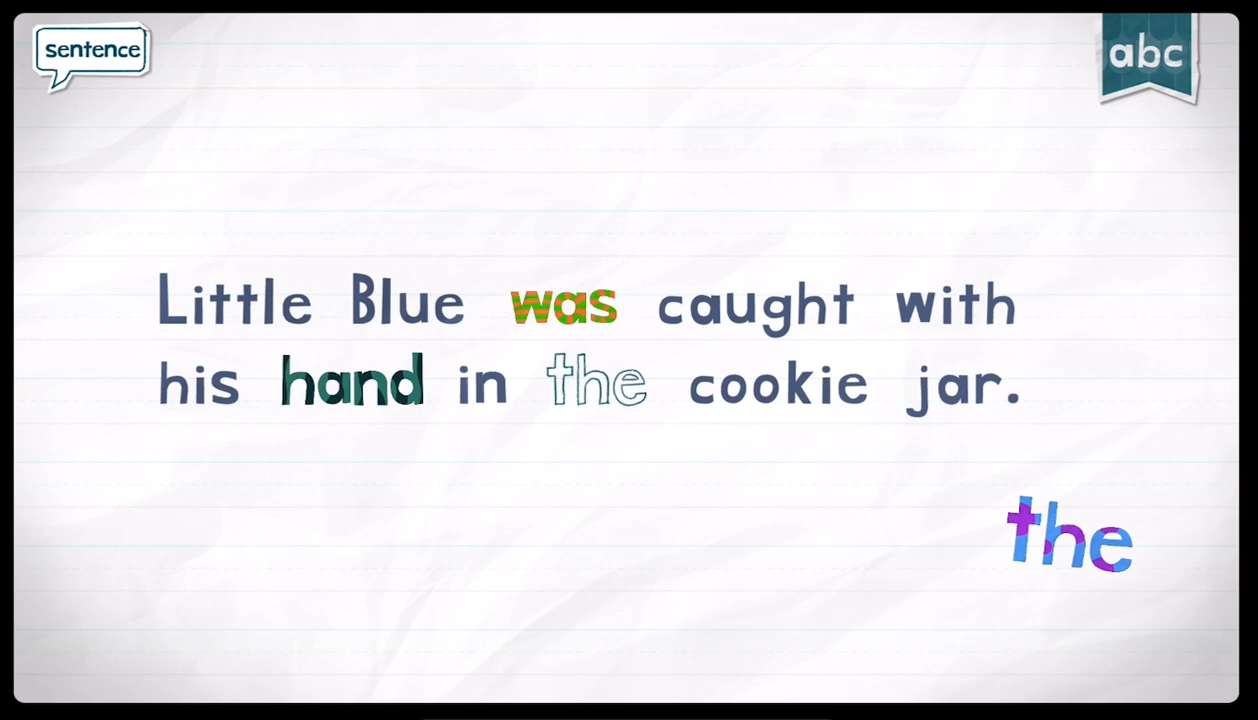 sentence
abc
Little Blue was caught with
his hand in the cookie jar.
the